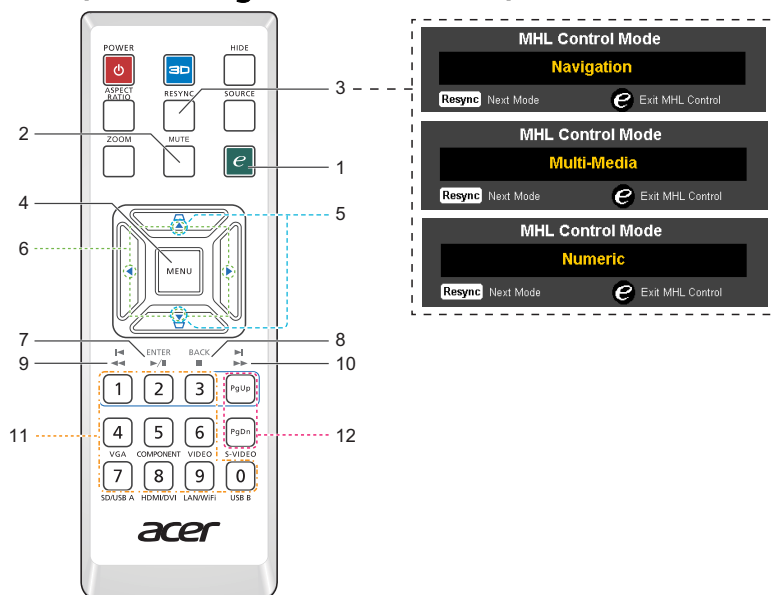 POWER
3D
HIDE
ASPECT
RATIO
RESYNC
SOURCE
ZOOM
MUTE
e
1
2
3
4
5
6
MENU
7
8
9
10
ENTER
BACK
1
2
3
PgUp
4
5
6
PgDn
11
12
VGA
COMPONENT
VIDEO
S-VIDEO
7
8
9
0
SD/USB A
HDMI/DVI
LAN/WiFi
USB B
acer
MHL Control Mode
Navigation
Resync Next Mode e Exit MHL Control
MHL Control Mode
Multi-Media
Resync Next Mode e Exit MHL Control
MHL Control Mode
Numeric
Resync Next Mode e Exit MHL Control